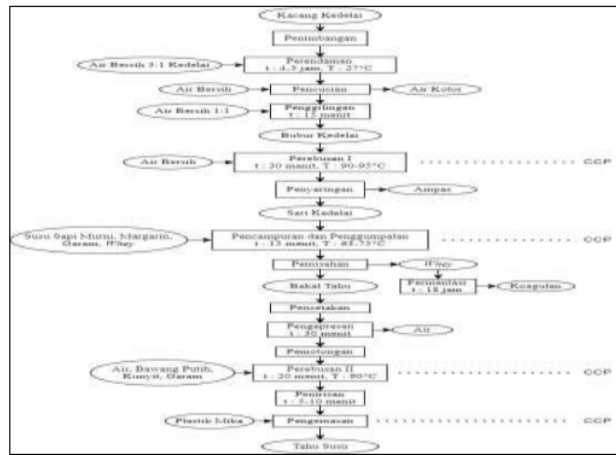 Kacang Kedelai
Penimbangan
Air Bersih 3:1 Kedelai
Perendaman
t : 4-5 jam, T : 27°C
Air Bersih
Pencucian
Air Kotor
Air Bersih 1:1
Penggilingan
t : 15 menit
Bubur Kedelai
Air Bersih
Perebusan I
t : 30 menit, T : 90-95°C
CCP
Penyaringan
Ampas
Sari Kedelai
Susu Sapi Murni, Margarin,
Garam, Whey
Pencampuran dan Penggumpalan
t : 15 menit, T : 65-75°C
CCP
Pemisahan
Whey
Bakal Tahu
Fermentasi
t : 18 jam
Koagulan
Pencetakan
Pengepresan
t : 30 menit
Air
Pemotongan
Air, Bawang Putih,
Kunyit, Garam
Perebusan II
t : 20 menit, T : 80°C
CCP
Penirisan
t : 5-10 menit
Plastik Mika
Pengemasan
CCP
Tahu Susu